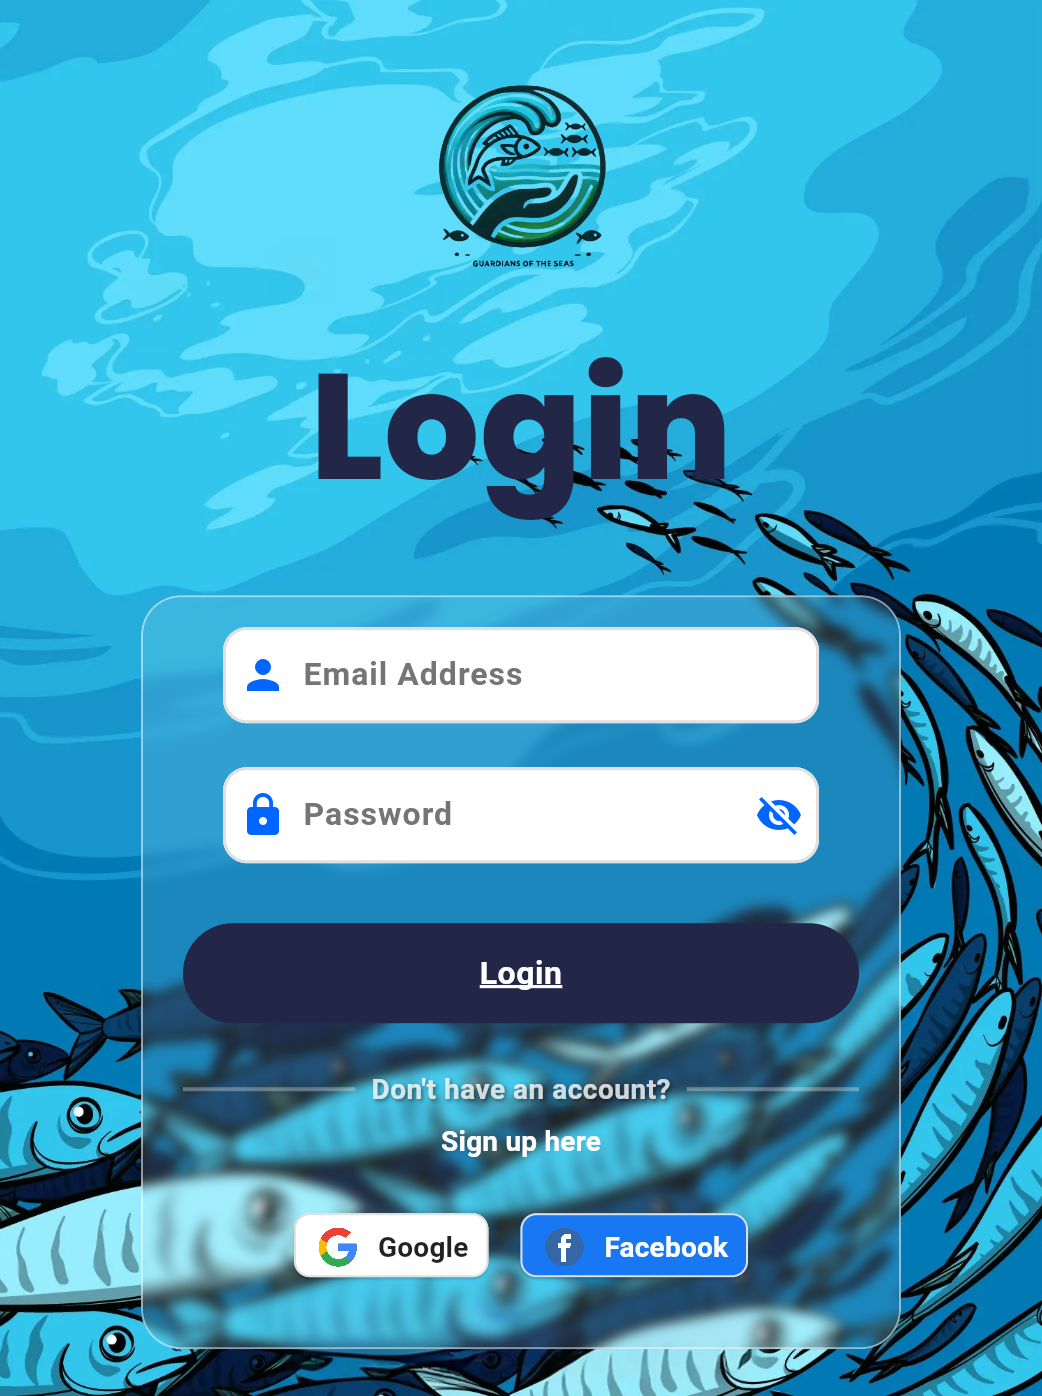 GUARDIANS OF THE SEAS
Login
Email Address
Password
Login
Don't have an account?
Sign up here
Google
Facebook